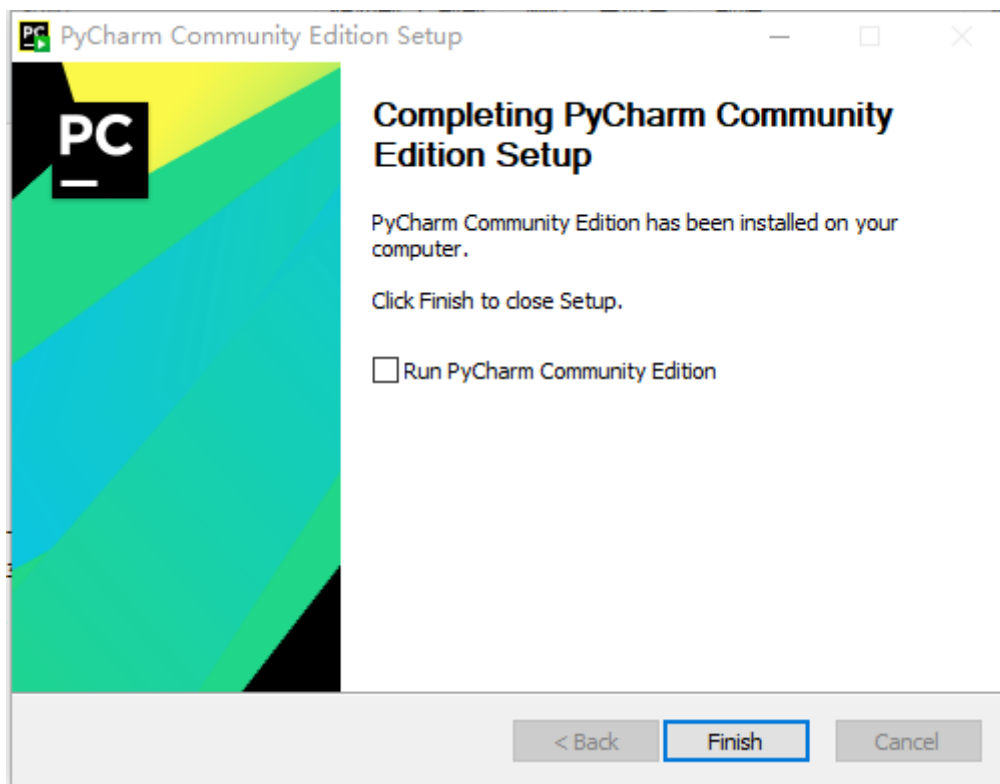 PyCharm Community Edition Setup
PC
Completing PyCharm Community
Edition Setup
PyCharm Community Edition has been installed on your
computer.
Click Finish to close Setup.
Run PyCharm Community Edition
< Back
Finish
Cancel